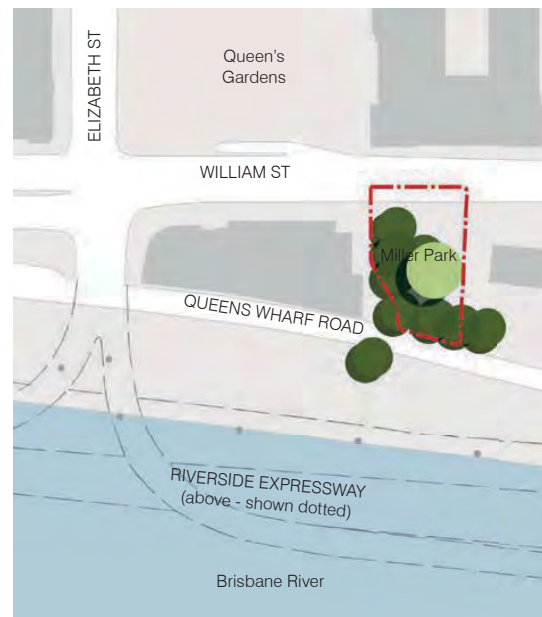 ELIZABETH ST
Queen's
Gardens
WILLIAM ST
Miller Park
QUEENS WHARF ROAD
RIVERSIDE EXPRESSWAY
(above - shown dotted)
Brisbane River